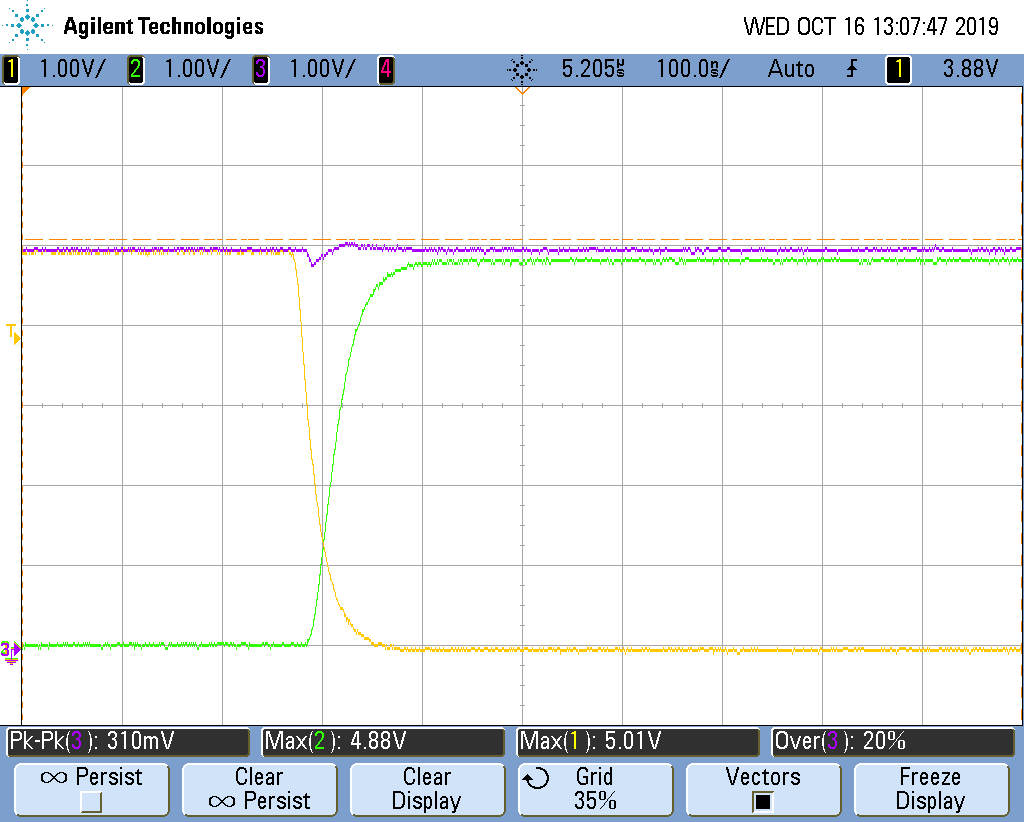 Agilent Technologies WED OCT 16 13:07:47 2019
1 1.00V/ 2 1.00V/ 3 1.00V/ 4 5.205µs 100.0ns/ Auto 1 3.88V
T
3
Pk-Pk(3): 310mV Max(2): 4.88V Max(1): 5.01V Over(3): 20%
∞ Persist Clear ∞ Persist Clear Display Grid 35% Vectors Freeze Display